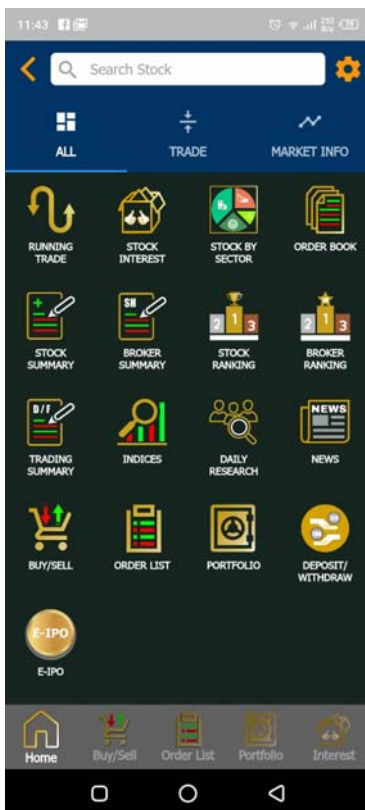 11:43
252
B/s
Search Stock
ALL
TRADE
MARKET INFO
RUNNING
TRADE
STOCK
INTEREST
STOCK BY
SECTOR
ORDER BOOK
STOCK
SUMMARY
SH
BROKER
SUMMARY
2 1 3
STOCK
RANKING
2 1 3
BROKER
RANKING
D/F
TRADING
SUMMARY
INDICES
DAILY
RESEARCH
NEWS
NEWS
BUY/SELL
ORDER LIST
PORTFOLIO
DEPOSIT/
WITHDRAW
E-IPO
E-IPO
Home
Buy/Sell
Order List
Portfolio
Interest